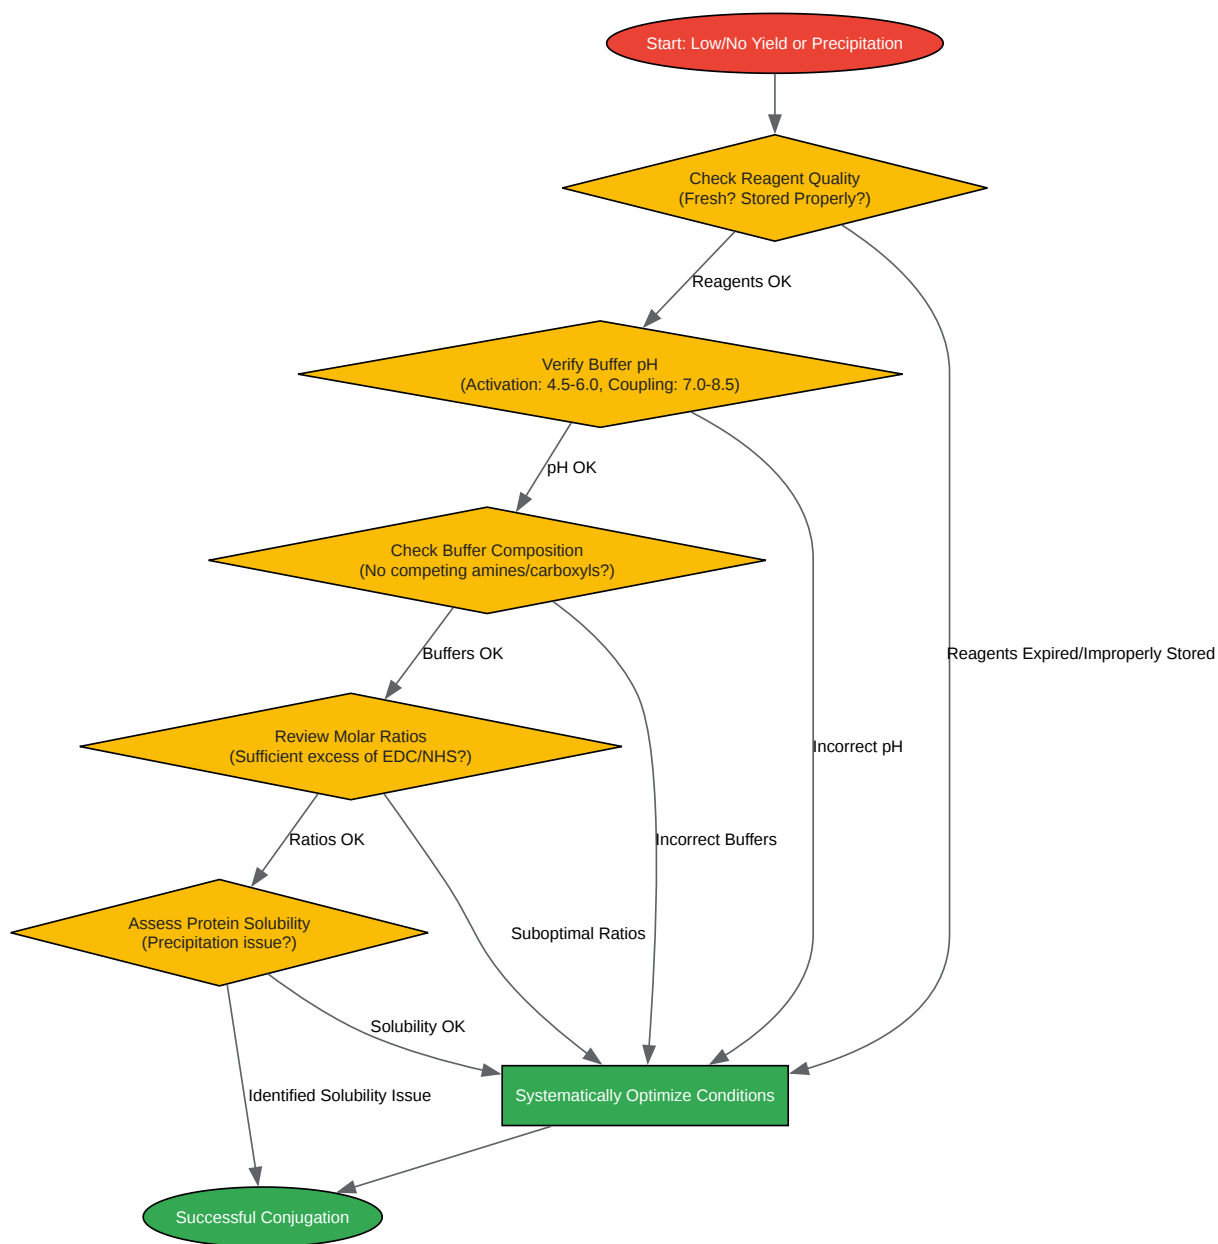 Start: Low/No Yield or Precipitation
Check Reagent Quality
(Fresh? Stored Properly?)
Reagents OK
Verify Buffer pH
(Activation: 4.5-6.0, Coupling: 7.0-8.5)
pH OK
Check Buffer Composition
(No competing amines/carboxyls?)
Buffers OK
Reagents Expired/Improperly Stored
Review Molar Ratios
(Sufficient excess of EDC/NHS?)
Incorrect pH
Ratios OK
Incorrect Buffers
Assess Protein Solubility
(Precipitation issue?)
Suboptimal Ratios
Solubility OK
Identified Solubility Issue
Systematically Optimize Conditions
Successful Conjugation